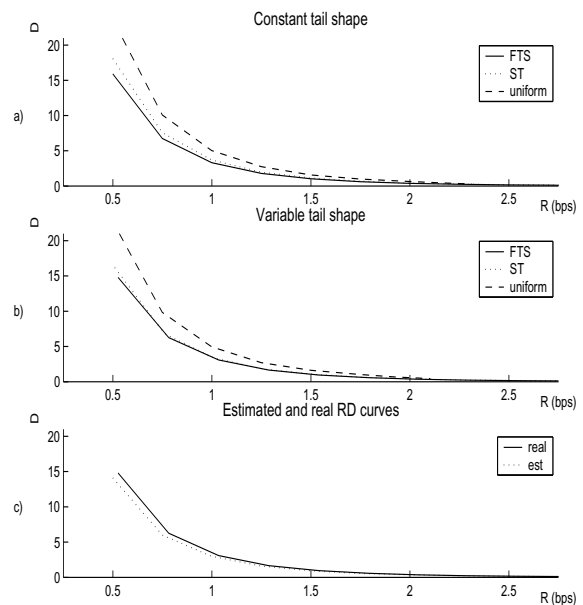 Constant tail shape
D
20
15
10
5
0
a)
FTS
ST
uniform
0.5 1 1.5 2 2.5 R (bps)
Variable tail shape
D
20
15
10
5
0
b)
FTS
ST
uniform
0.5 1 1.5 2 2.5 R (bps)
Estimated and real RD curves
D
20
15
10
5
0
c)
real
est
0.5 1 1.5 2 2.5 R (bps)